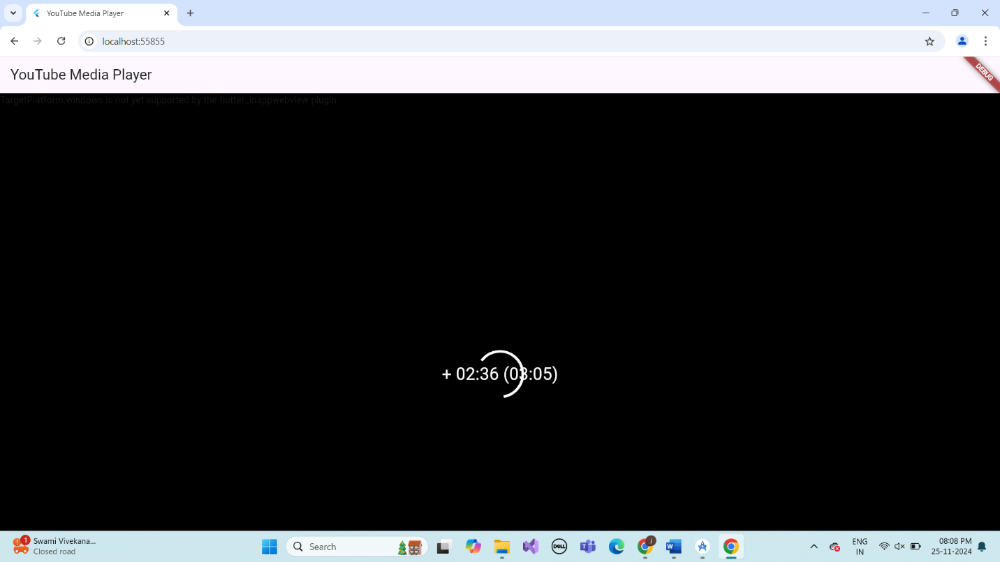 YouTube Media Player
localhost:55855
YouTube Media Player
DEBUG
TargetPlatform.windows is not yet supported by the flutter_inappwebview plugin
+ 02:36 (03:05)
1
Swami Vivekana...
Closed road
Search
DELL
j
ENG
IN
08:08 PM
25-11-2024